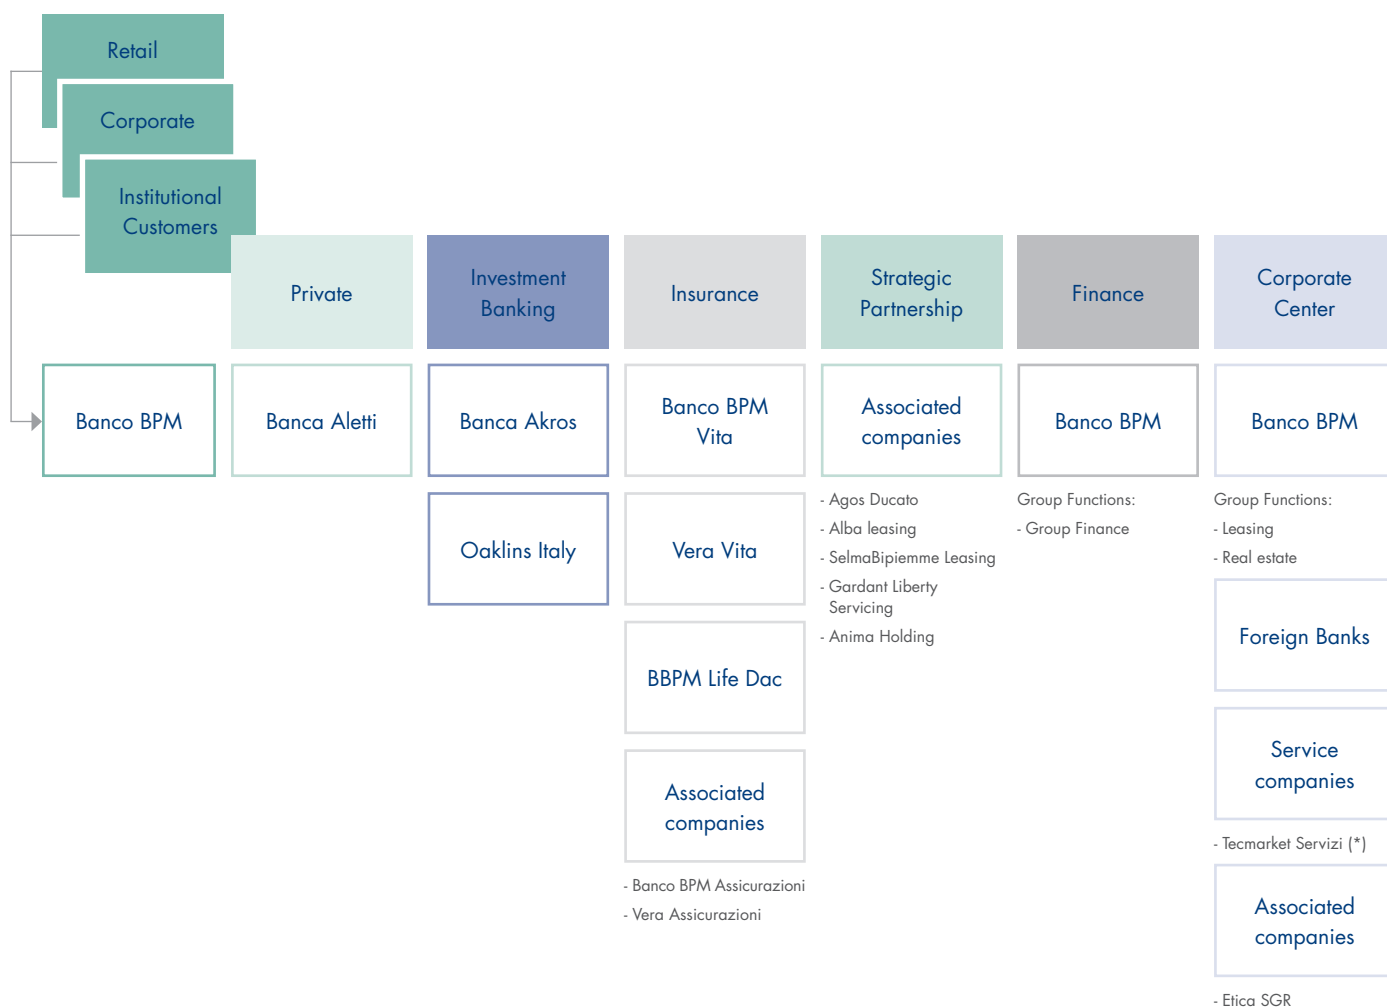 Retail
Corporate
Institutional
Customers
Private
Investment
Banking
Insurance
Strategic
Partnership
Finance
Corporate
Center
Banco BPM
Banca Aletti
Banca Akros
Banco BPM
Vita
Associated
companies
Banco BPM
Banco BPM
Oaklins Italy
Vera Vita
BBPM Life Dac
Associated
companies
- Banco BPM Assicurazioni
- Vera Assicurazioni
- Agos Ducato
- Alba leasing
- SelmaBipiemme Leasing
- Gardant Liberty
Servicing
- Anima Holding
Group Functions:
- Group Finance
Group Functions:
- Leasing
- Real estate
Foreign Banks
Service
companies
- Tecmarket Servizi (*)
Associated
companies
- Etica SGR